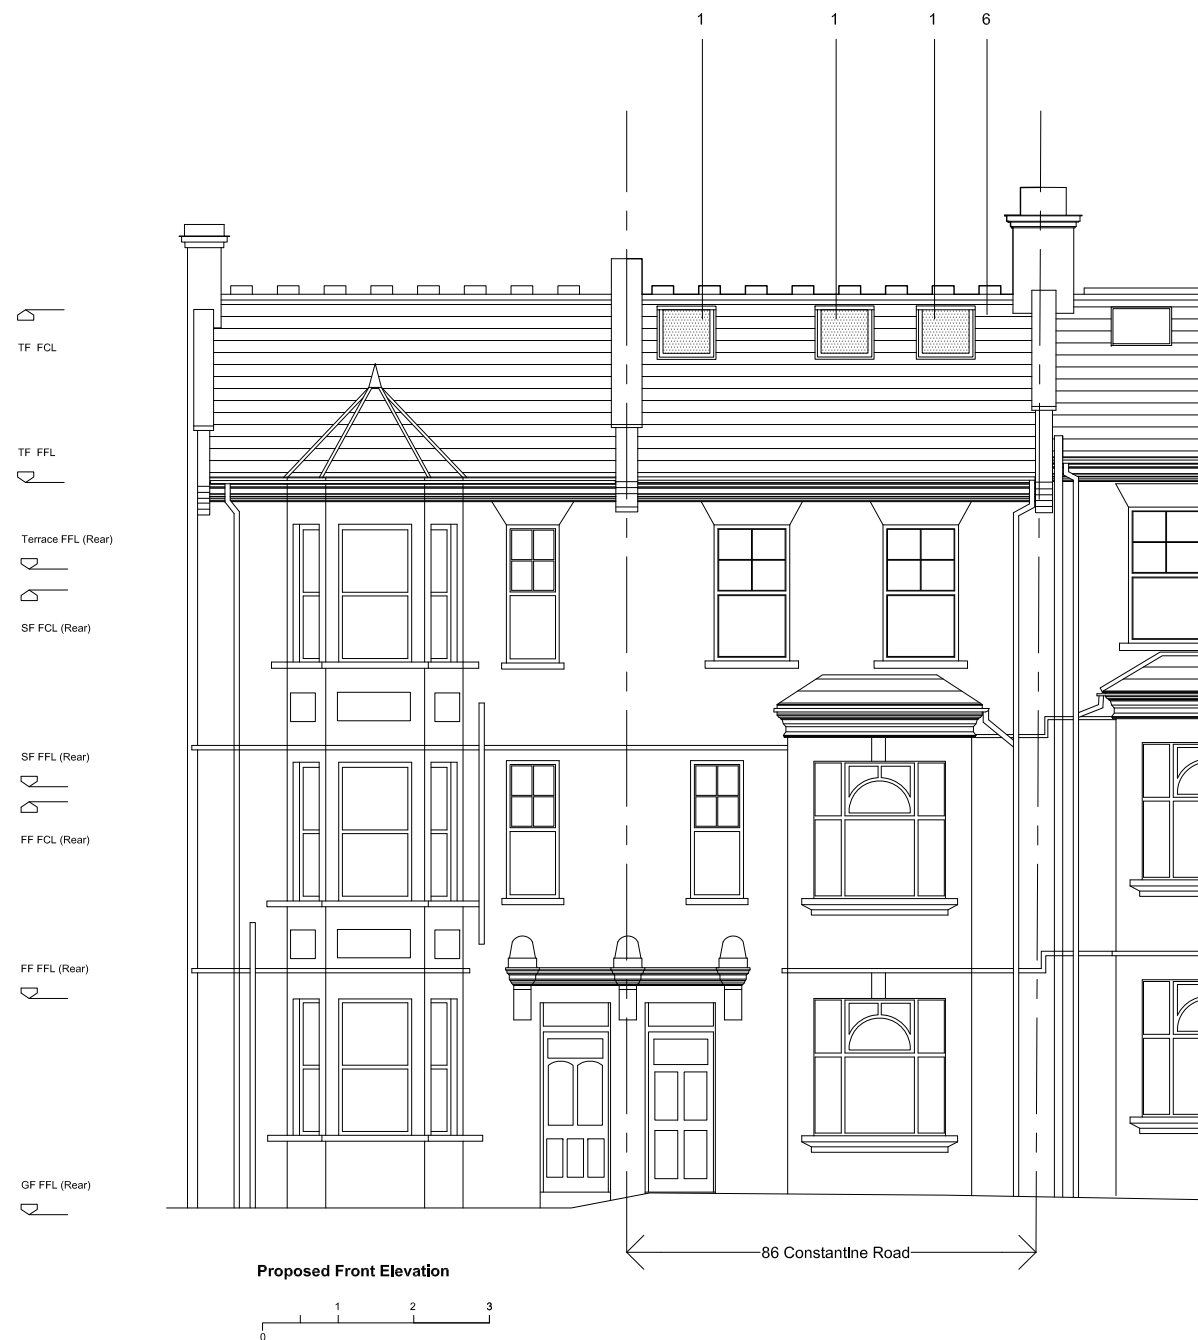 1 1 1 6
TF FCL
TF FFL
Terrace FFL (Rear)
SF FCL (Rear)
SF FFL (Rear)
FF FCL (Rear)
FF FFL (Rear)
GF FFL (Rear)
86 Constantine Road
Proposed Front Elevation
1 2 3
0